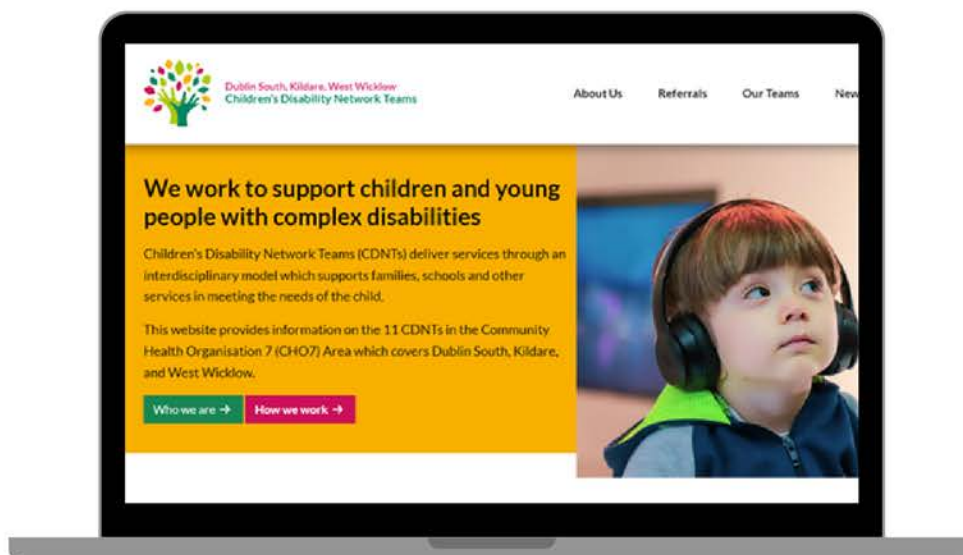 Dublin South, Kildare, West Wicklow
Children's Disability Network Teams
About Us Referrals Our Teams New
We work to support children and young
people with complex disabilities
Children's Disability Network Teams (CDNTs) deliver services through an
interdisciplinary model which supports families, schools and other
services in meeting the needs of the child.
This website provides information on the 11 CDNTs in the Community
Health Organisation 7 (CHO7) Area which covers Dublin South, Kildare,
and West Wicklow.
Who we are → How we work →